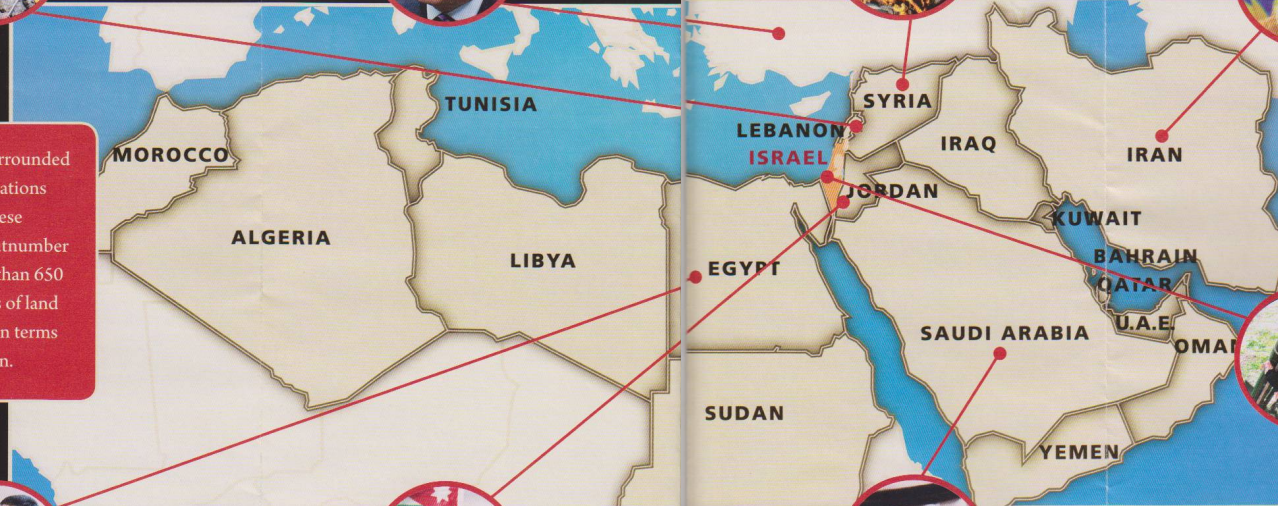 rrounded
ations
ese
tnumber
than 650
s of land
n terms
n.
MOROCCO
ALGERIA
TUNISIA
LIBYA
EGYPT
SUDAN
LEBANON
ISRAEL
SYRIA
JORDAN
IRAQ
IRAN
KUWAIT
BAHRAIN
QATAR
U.A.E.
SAUDI ARABIA
OMAN
YEMEN